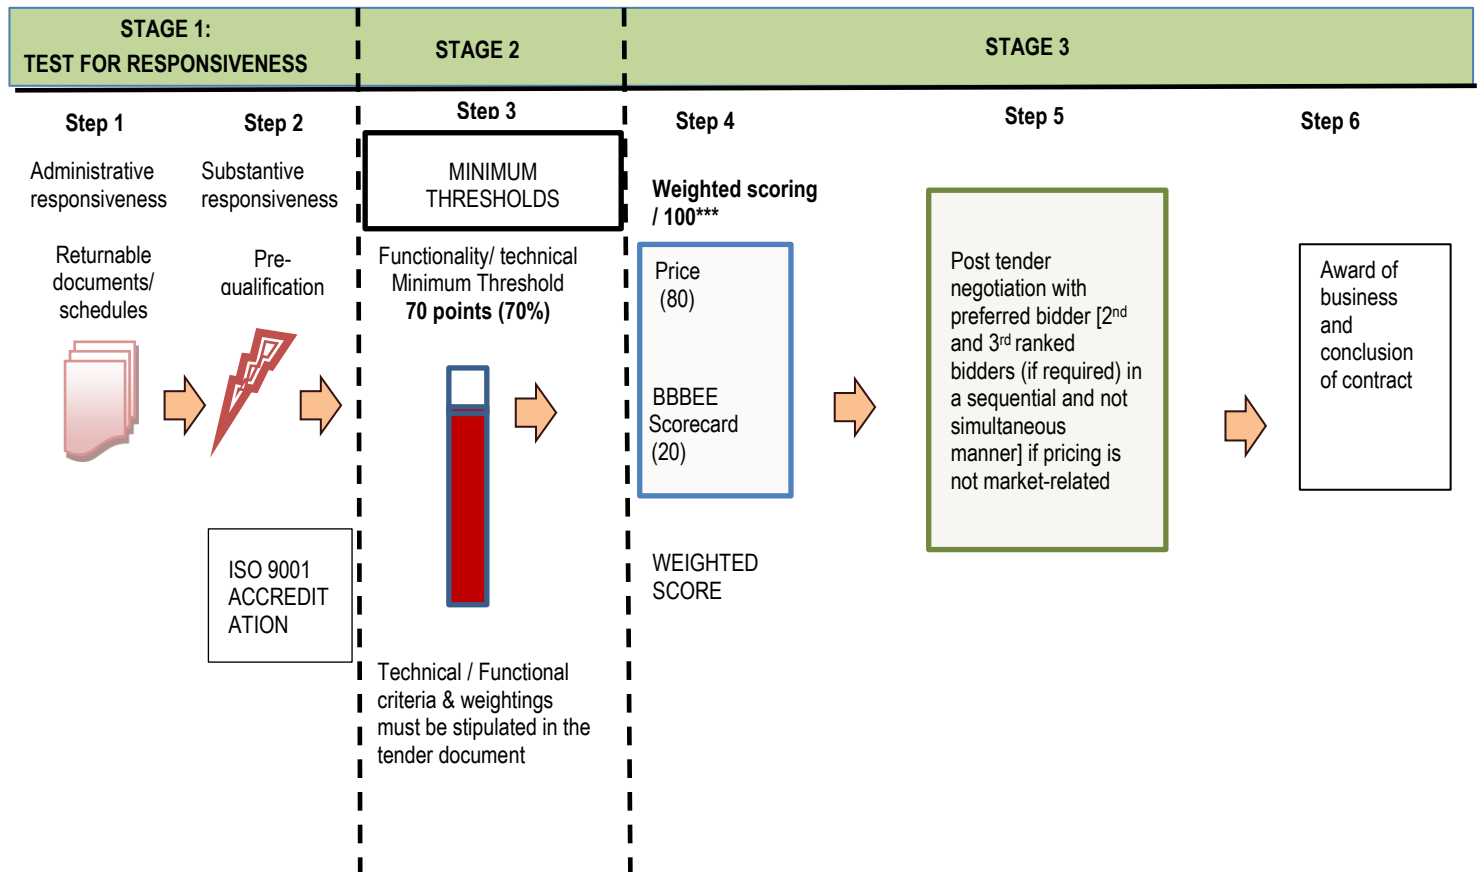 STAGE 1:
TEST FOR RESPONSIVENESS
STAGE 2
STAGE 3
Step 1
Administrative
responsiveness
Returnable
documents/
schedules
Step 2
Substantive
responsiveness
Pre-
qualification
ISO 9001
ACCREDIT
ATION
Step 3
MINIMUM
THRESHOLDS
Functionality/ technical
Minimum Threshold
70 points (70%)
Technical / Functional
criteria & weightings
must be stipulated in the
tender document
Step 4
Weighted scoring
/ 100***
Price
(80)
BBBEE
Scorecard
(20)
WEIGHTED
SCORE
Step 5
Post tender
negotiation with
preferred bidder [2nd
and 3rd ranked
bidders (if required) in
a sequential and not
simultaneous
manner] if pricing is
not market-related
Step 6
Award of
business
and
conclusion
of contract